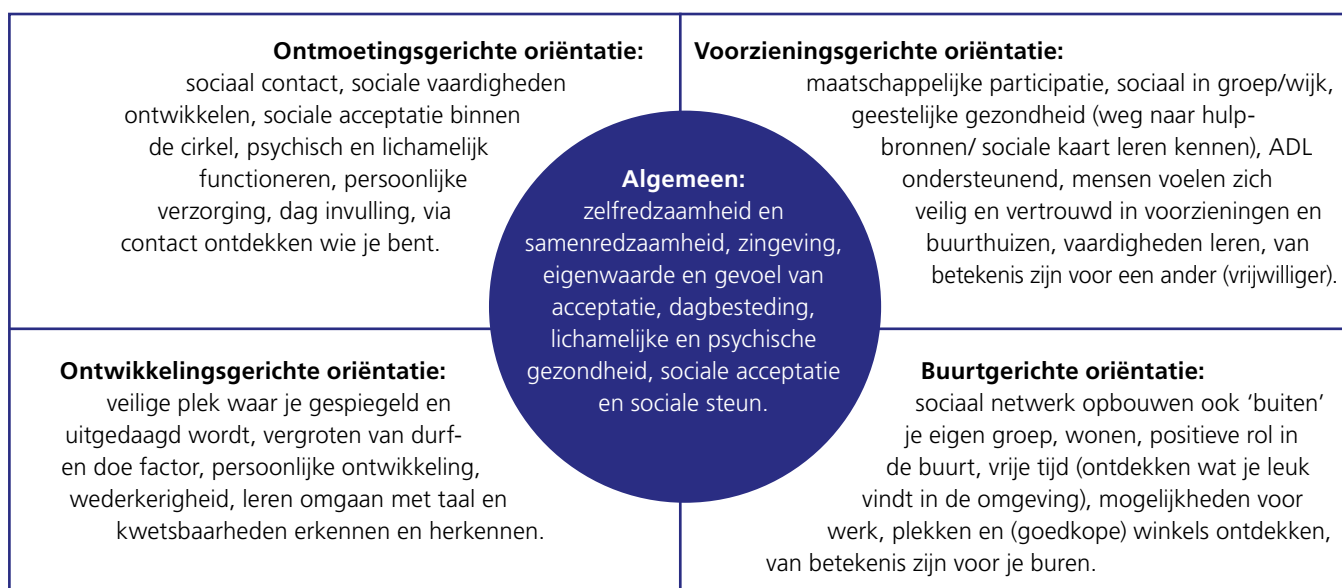 Ontmoetingsgerichte oriëntatie:
sociaal contact, sociale vaardigheden
ontwikkelen, sociale acceptatie binnen
de cirkel, psychisch en lichamelijk
functioneren, persoonlijke
verzorging, dag invulling, via
contact ontdekken wie je bent.
Voorzieningsgerichte oriëntatie:
maatschappelijke participatie, sociaal in groep/wijk,
geestelijke gezondheid (weg naar hulp-
bronnen/ sociale kaart leren kennen), ADL
ondersteunend, mensen voelen zich
veilig en vertrouwd in voorzieningen en
buurthuizen, vaardigheden leren, van
betekenis zijn voor een ander (vrijwilliger).
Algemeen:
zelfredzaamheid en
samenredzaamheid, zingeving,
eigenwaarde en gevoel van
acceptatie, dagbesteding,
lichamelijke en psychische
gezondheid, sociale acceptatie
en sociale steun.
Ontwikkelingsgerichte oriëntatie:
veilige plek waar je gespiegeld en
uitgedaagd wordt, vergroten van durf-
en doe factor, persoonlijke ontwikkeling,
wederkerigheid, leren omgaan met taal en
kwetsbaarheden erkennen en herkennen.
Buurtgerichte oriëntatie:
sociaal netwerk opbouwen ook ‘buiten’
je eigen groep, wonen, positieve rol in
de buurt, vrije tijd (ontdekken wat je leuk
vindt in de omgeving), mogelijkheden voor
werk, plekken en (goedkope) winkels ontdekken,
van betekenis zijn voor je buren.